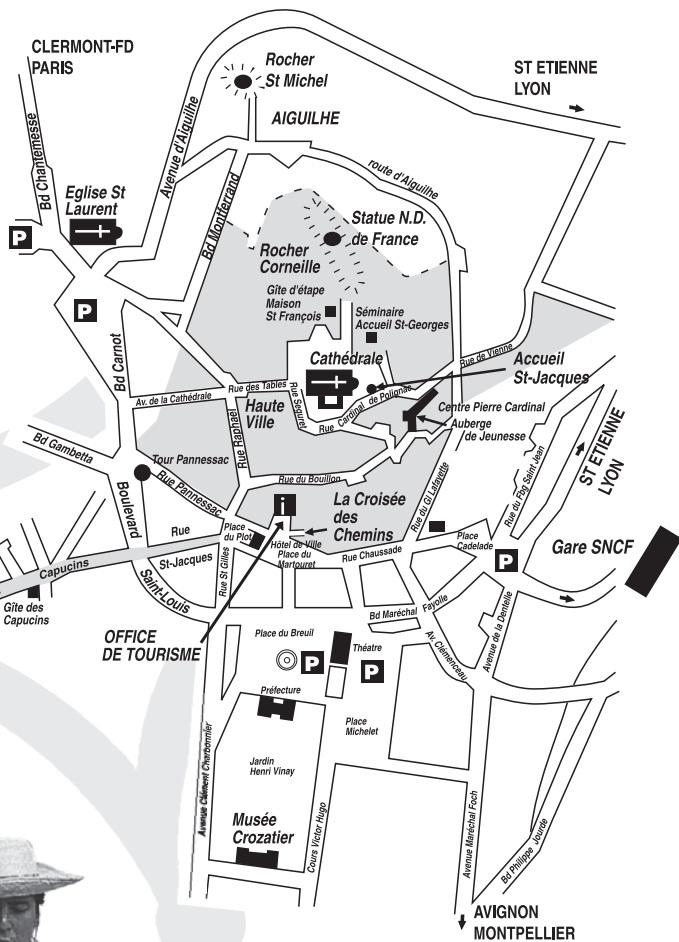 CLERMONT-FD
PARIS
Rocher
St Michel
ST ETIENNE
LYON
AIGUILHE
Bd Chantemesse
Avenue d'Aiguilhe
route d'Aiguilhe
Eglise St
Laurent
Bd Montferrand
P
Statue N.D.
de France
Rocher
Corneille
Gîte d'étape
Maison
St François
Séminaire
Accueil St-Georges
P
Bd Carnot
Cathédrale
Rue de Vienne
Accueil
St-Jacques
Rue des Tables
Av. de la Cathédrale
Rue Séguret
Rue Cardinal de Polignac
Haute
Ville
Centre Pierre Cardinal
Auberge
de Jeunesse
Rue Raphael
Bd Gambetta
Tour Pannessac
Rue du Bouillon
Rue Pannessac
Boulevard
Saint-Louis
i
La Croisée
des
Chemins
Rue du Gl Lafayette
Rue du Fbg Saint Jean
ST ETIENNE
LYON
Rue
St-Jacques
Place
du Plot
Hôtel de Ville
Place du
Martouret
Rue Chaussade
Place
Cadelade
P
Gare SNCF
Capucins
Rue St Gilles
Gîte des
Capucins
Bd Maréchal Fayolle
Av. Clémenceau
Avenue de la Dentelle
OFFICE
DE TOURISME
Place du Breuil
P
Théatre
P
Préfecture
Place
Michelet
Jardin
Henri Vinay
Avenue Clément Charbonnier
Musée
Crozatier
Cours Victor Hugo
Avenue Maréchal Foch
Bd Philippe Jourde
AVIGNON
MONTPELLIER